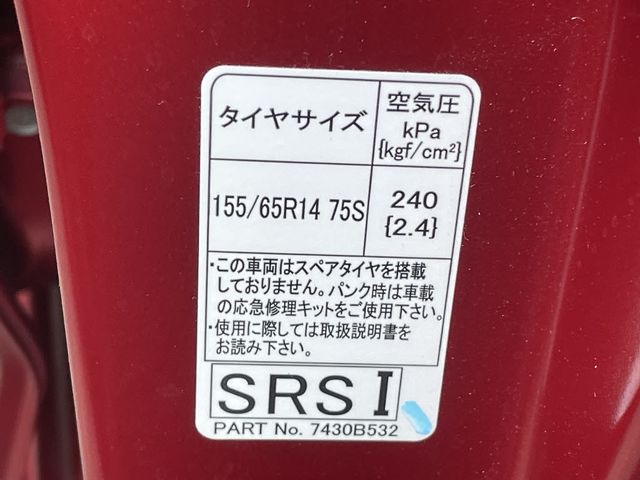 タイヤサイズ
空気圧
kPa
{kgf/cm²}
155/65R14 75S
240
{2.4}
・この車両はスペアタイヤを搭載
しておりません。パンク時は車載
の応急修理キットをご使用下さい。
・使用に際しては取扱説明書を
お読み下さい。
SRS I
PART No. 7430B532